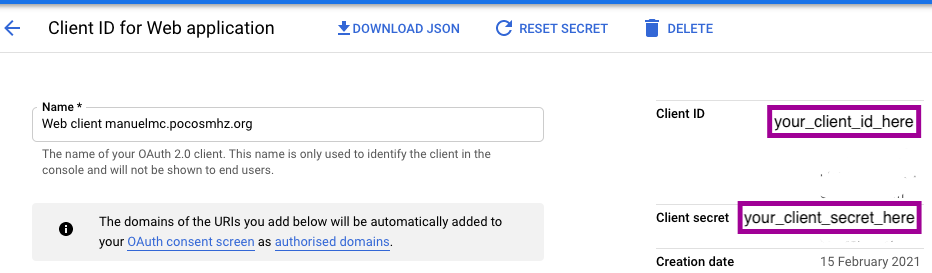 Client ID for Web application
DOWNLOAD JSON
RESET SECRET
DELETE
Name *
Web client manuelmc.pocosmhz.org
The name of your OAuth 2.0 client. This name is only used to identify the client in the
console and will not be shown to end users.
The domains of the URIs you add below will be automatically added to
your OAuth consent screen as authorised domains.
Client ID
your_client_id_here
Client secret
your_client_secret_here
Creation date
15 February 2021